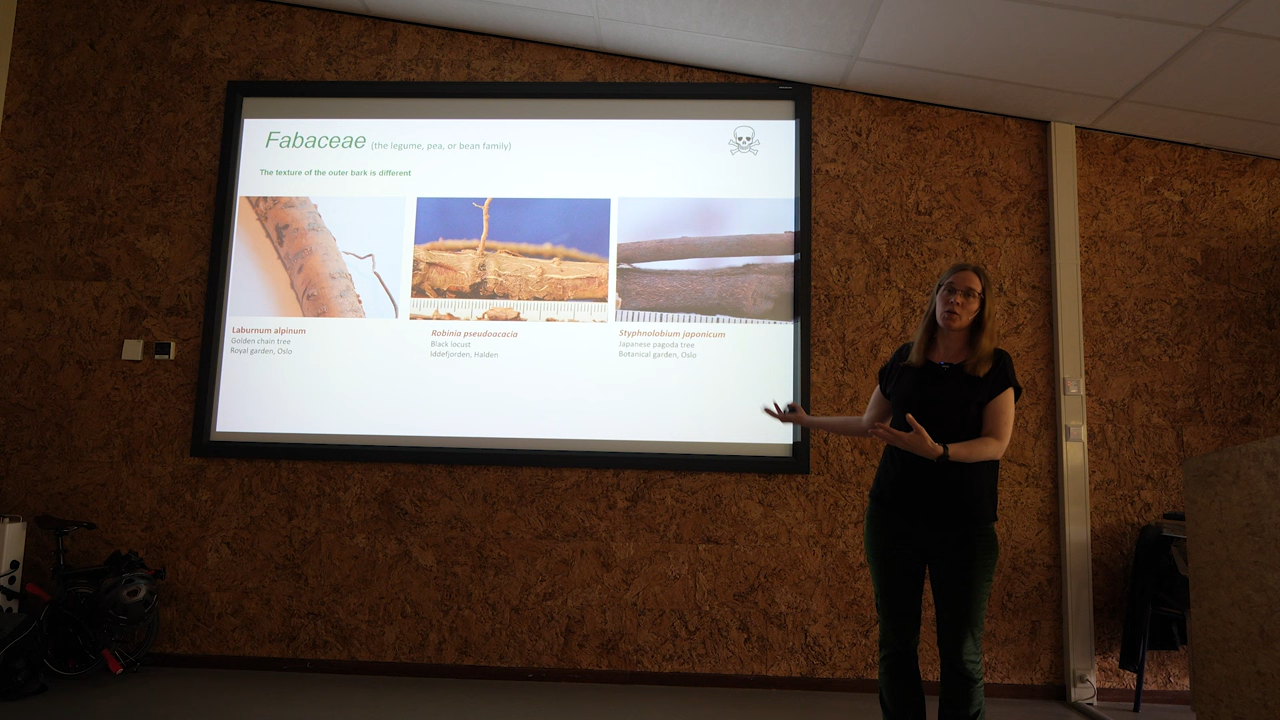 Fabaceae (the legume, pea, or bean family)
The texture of the outer bark is different
Laburnum alpinum
Golden chain tree
Royal garden, Oslo
Robinia pseudoacacia
Black locust
Iddefjorden, Halden
Styphnolobium japonicum
Japanese pagoda tree
Botanical garden, Oslo